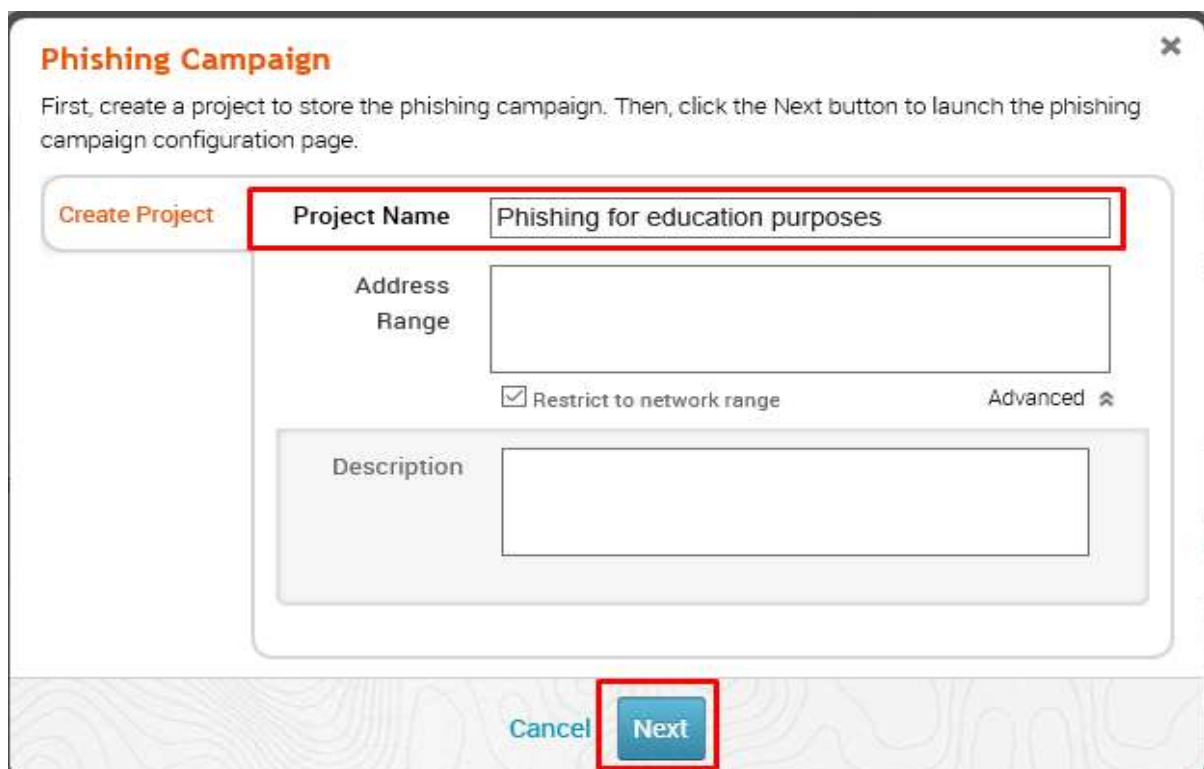 Phishing Campaign
First, create a project to store the phishing campaign. Then, click the Next button to launch the phishing
campaign configuration page.
Create Project
Project Name
Phishing for education purposes
Address
Range
Restrict to network range
Advanced
Description
Cancel
Next